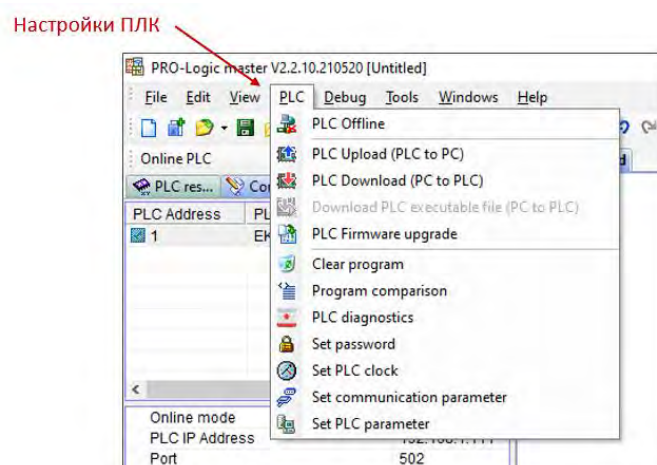 Настройки ПЛК
PRO-Logic master V2.2.10.210520 [Untitled]
File Edit View PLC Debug Tools Windows Help
PLC Offline
Online PLC
PLC Upload (PLC to PC)
PLC res...
PLC Download (PC to PLC)
PLC Address
Download PLC executable file (PC to PLC)
1
PLC Firmware upgrade
Clear program
Program comparison
PLC diagnostics
Set password
Set PLC clock
Set communication parameter
Set PLC parameter
Online mode
PLC IP Address
Port 502